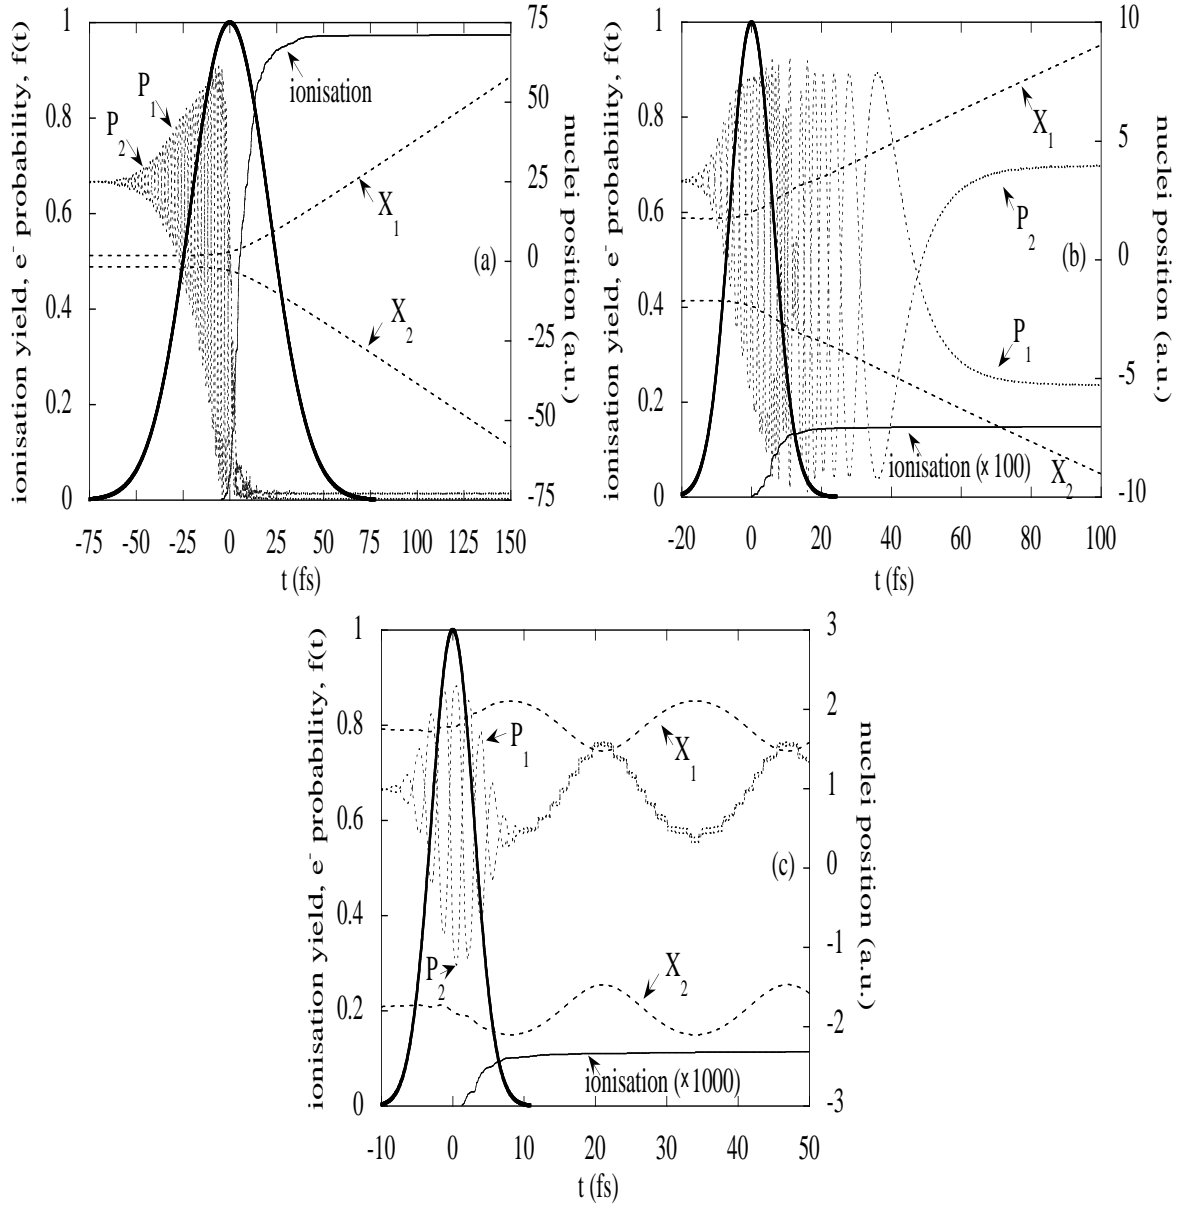 ionisation yield, e⁻ probability, f(t)
1
0.8
0.6
0.4
0.2
0
P1
P2
ionisation
X1
X2
(a)
75
50
25
0
-25
-50
-75
nuclei position (a.u.)
-75 -50 -25 0 25 50 75 100 125 150
t (fs)
ionisation yield, e⁻ probability, f(t)
1
0.8
0.6
0.4
0.2
0
X1
P2
(b)
P1
ionisation (×100)
X2
10
5
0
-5
-10
nuclei position (a.u.)
-20 0 20 40 60 80 100
t (fs)
ionisation yield, e⁻ probability, f(t)
1
0.8
0.6
0.4
0.2
0
P1
X1
(c)
P2
X2
ionisation (×1000)
3
2
1
0
-1
-2
-3
nuclei position (a.u.)
-10 0 10 20 30 40 50
t (fs)